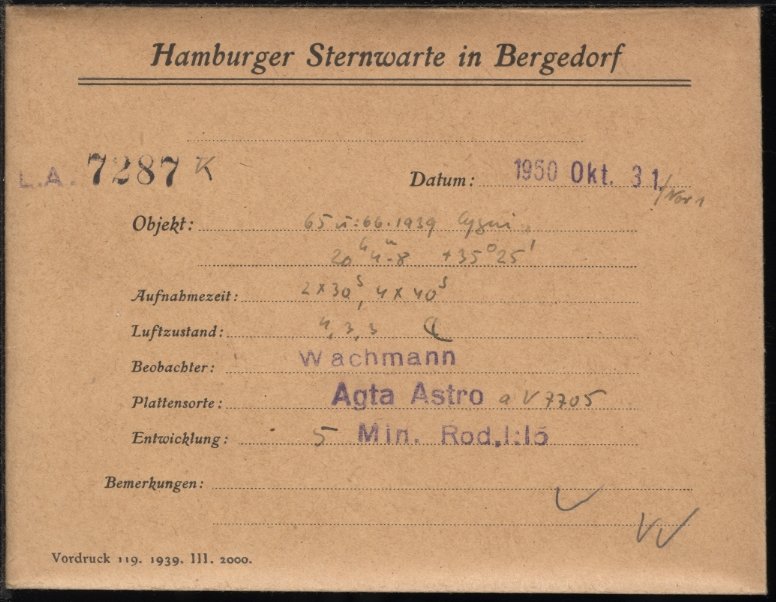 Hamburger Sternwarte in Bergedorf
L.A. 7287 K
Datum: 1950 Okt. 31/Nov 1
Objekt: 65 u. 66.1939 Cygni
20ʰ 4ᵐ.8 +35° 25'
Aufnahmezeit: 2 x 30ˢ, 4 x 40ˢ
Luftzustand: 4, 3, 3 ☾
Beobachter: Wachmann
Plattensorte: Agfa Astro a V 7705
Entwicklung: 5 Min. Rod. 1:15
Bemerkungen:
Vordruck 119. 1939. III. 2000.